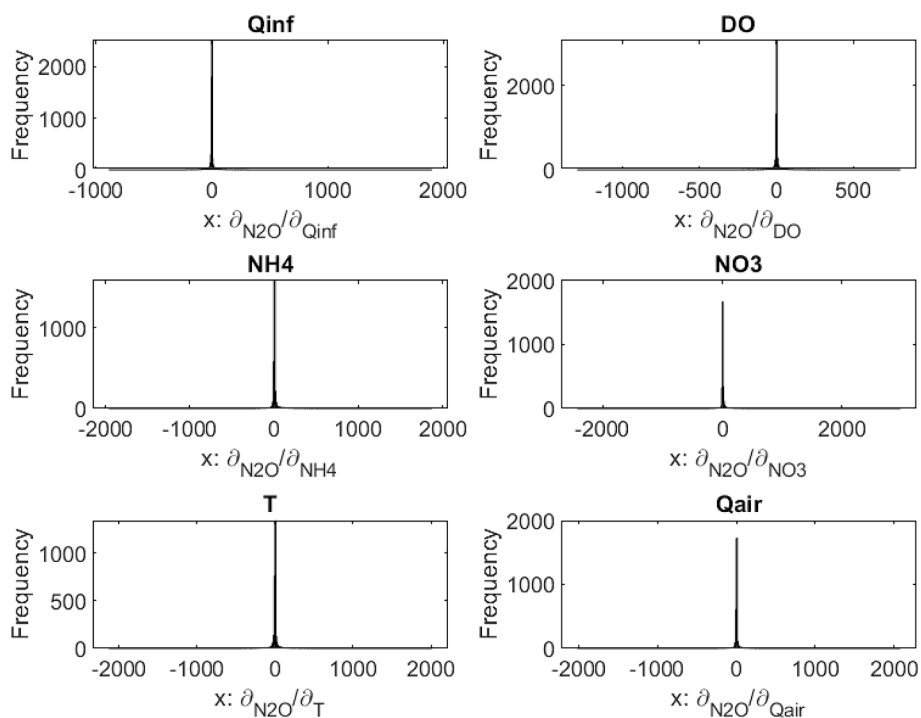 Qinf
Frequency
2000
1000
0
-1000 0 1000 2000
x: ∂N2O/∂Qinf
DO
Frequency
2000
0
-1000 -500 0 500
x: ∂N2O/∂DO
NH4
Frequency
1000
0
-2000 -1000 0 1000 2000
x: ∂N2O/∂NH4
NO3
Frequency
2000
1000
0
-2000 0 2000
x: ∂N2O/∂NO3
T
Frequency
1000
500
0
-2000 -1000 0 1000 2000
x: ∂N2O/∂T
Qair
Frequency
2000
1000
0
-2000 -1000 0 1000 2000
x: ∂N2O/∂Qair